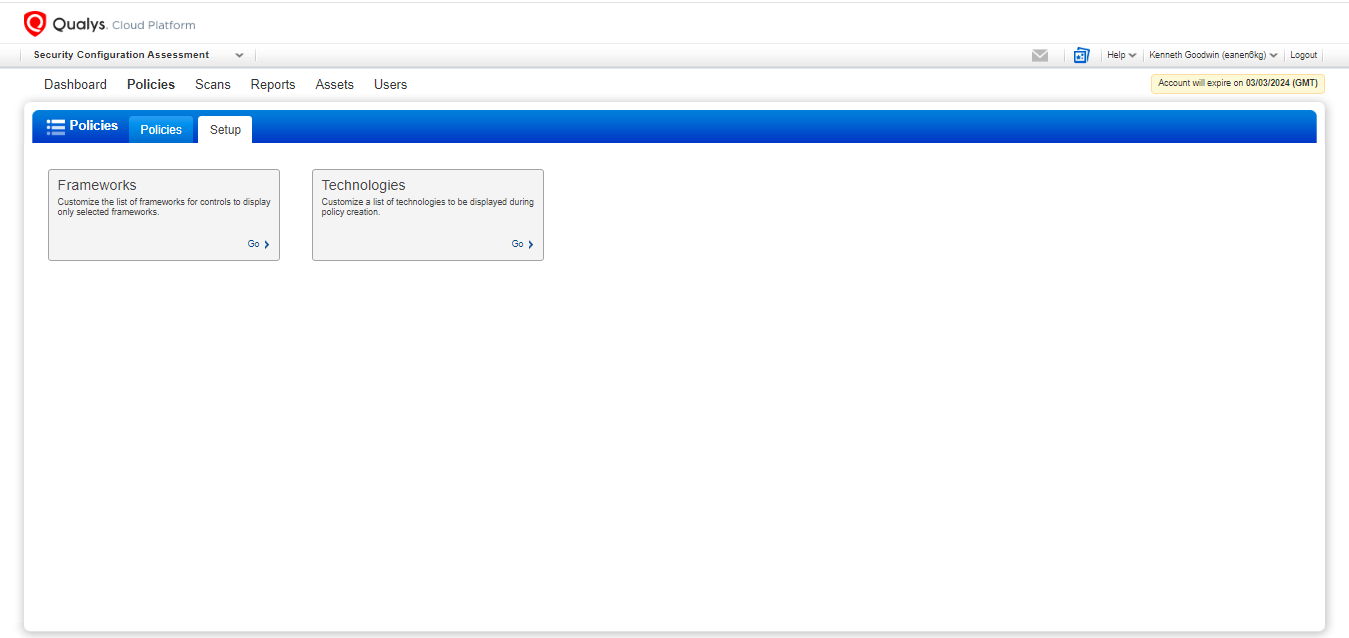 Qualys. Cloud Platform
Security Configuration Assessment
Help
Kenneth Goodwin (eanen6kg)
Logout
Dashboard Policies Scans Reports Assets Users
Account will expire on 03/03/2024 (GMT)
Policies Policies Setup
Frameworks
Customize the list of frameworks for controls to display
only selected frameworks.
Go
Technologies
Customize a list of technologies to be displayed during
policy creation.
Go